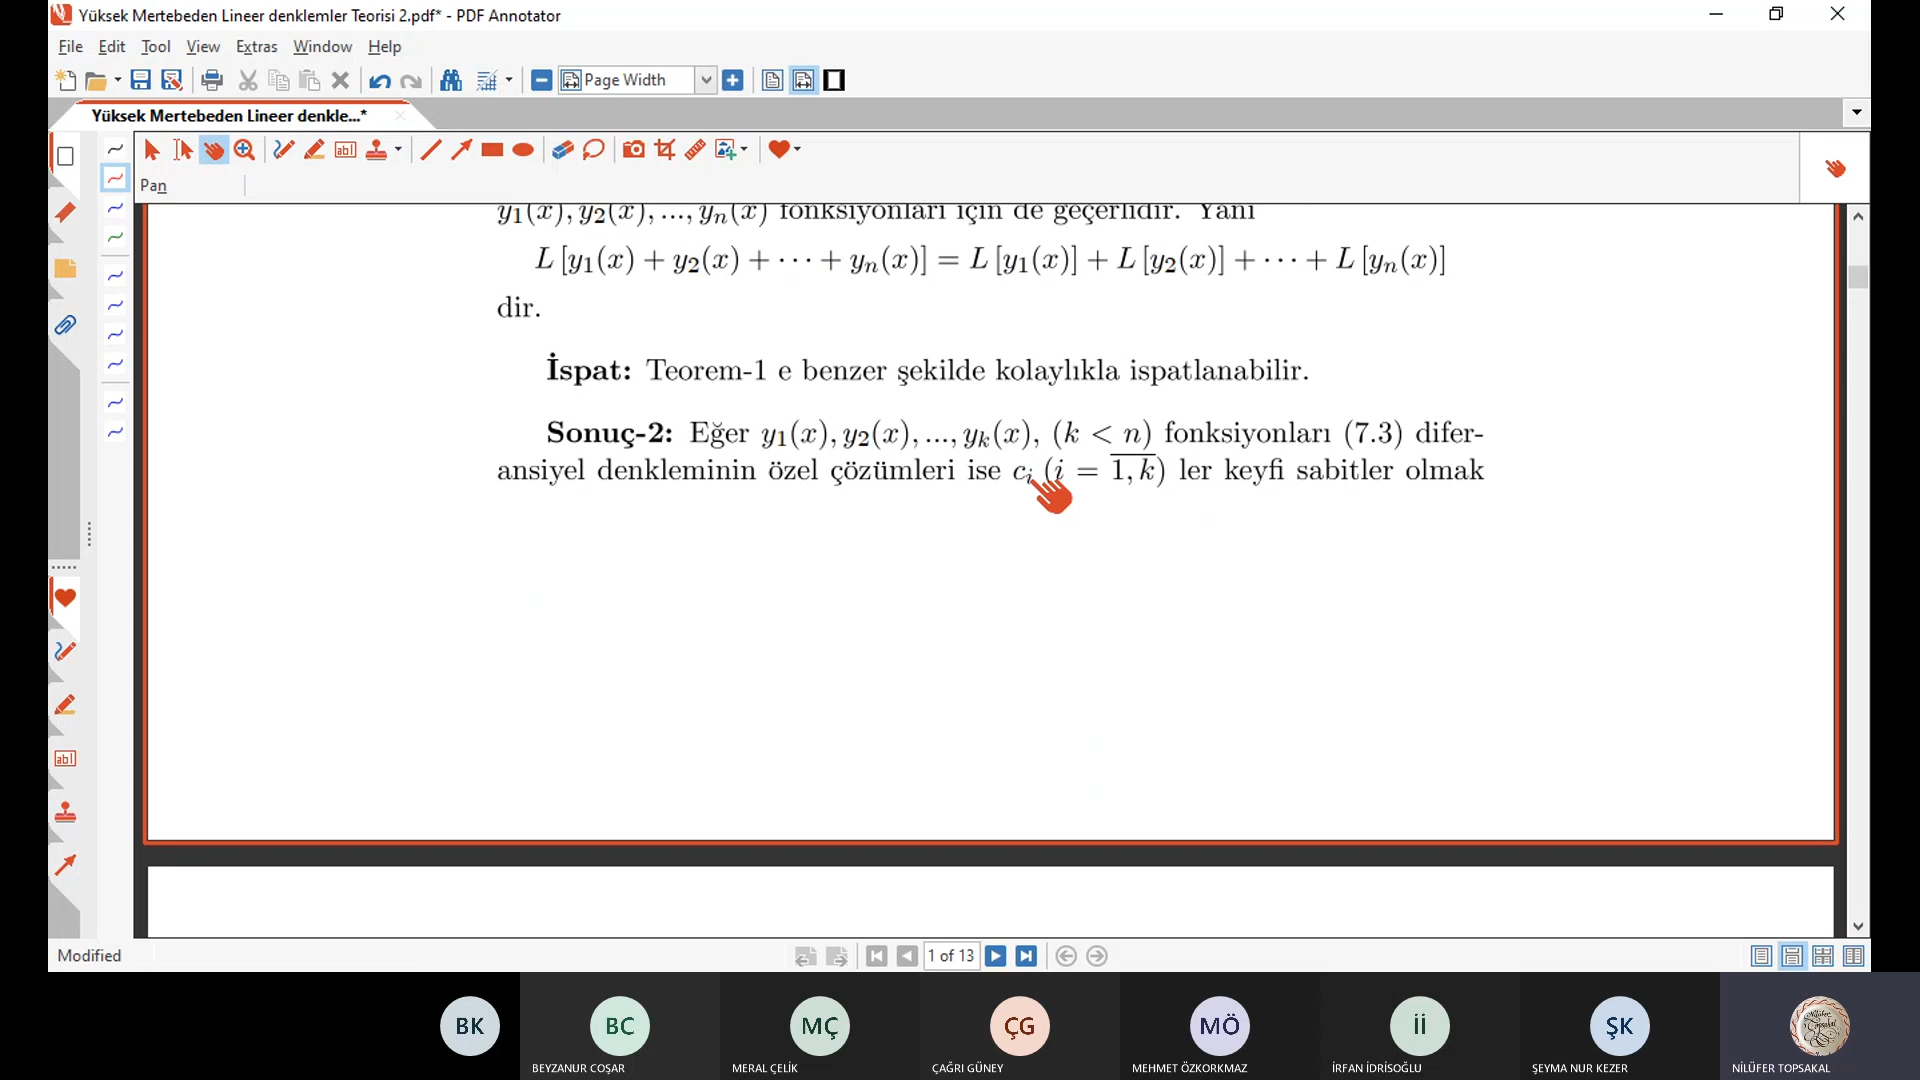 Yüksek Mertebeden Lineer denklemler Teorisi 2.pdf* - PDF Annotator
File Edit Tool View Extras Window Help
Page Width
Yüksek Mertebeden Lineer denkle...*
Pan
y₁(x), y₂(x), ..., yₙ(x) fonksiyonları için de geçerlidir. Yani
L [y₁(x) + y₂(x) + ··· + yₙ(x)] = L [y₁(x)] + L [y₂(x)] + ··· + L [yₙ(x)]
dir.
İspat: Teorem-1 e benzer şekilde kolaylıkla ispatlanabilir.
Sonuç-2: Eğer y₁(x), y₂(x), ..., yₖ(x), (k < n) fonksiyonları (7.3) difer-
ansiyel denkleminin özel çözümleri ise cᵢ (i = 1, k) ler keyfi sabitler olmak
abI
abI
Modified
1 of 13
BK BC MÇ ÇG MÖ İİ ŞK
BEYZANUR COŞAR MERAL ÇELİK ÇAĞRI GÜNEY MEHMET ÖZKORKMAZ İRFAN İDRİSOĞLU ŞEYMA NUR KEZER NİLÜFER TOPSAKAL